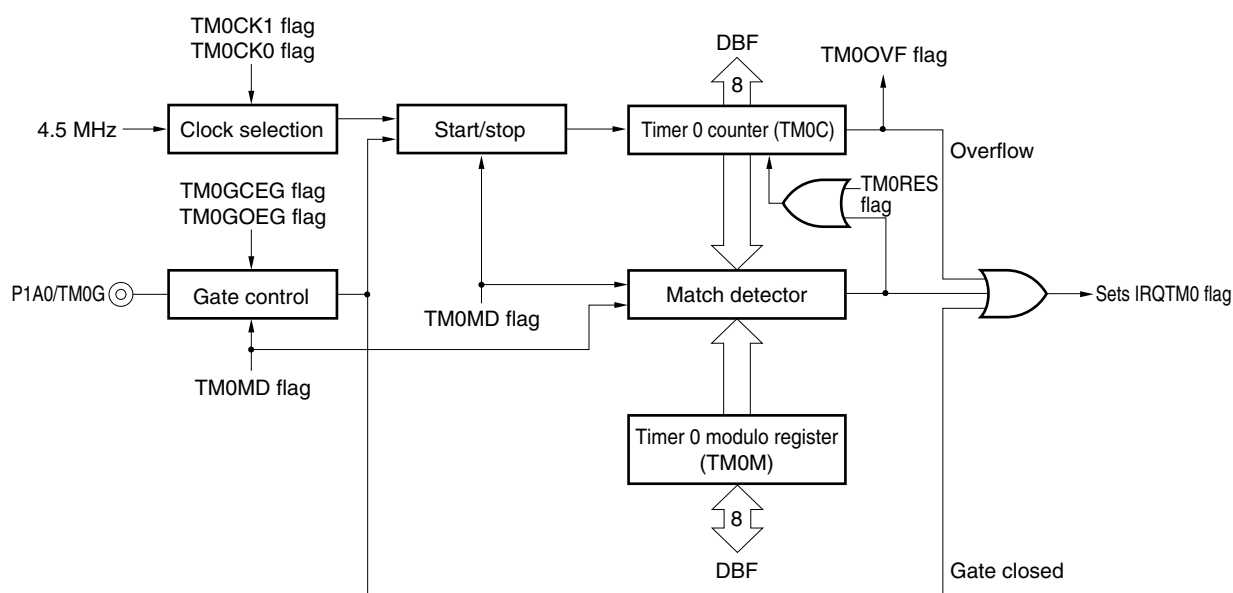 TM0CK1 flag
TM0CK0 flag
DBF
TM0OVF flag
8
4.5 MHz
Clock selection
Start/stop
Timer 0 counter (TM0C)
Overflow
TM0RES
flag
TM0GCEG flag
TM0GOEG flag
P1A0/TM0G
Gate control
Match detector
Sets IRQTM0 flag
TM0MD flag
TM0MD flag
Timer 0 modulo register
(TM0M)
8
DBF
Gate closed